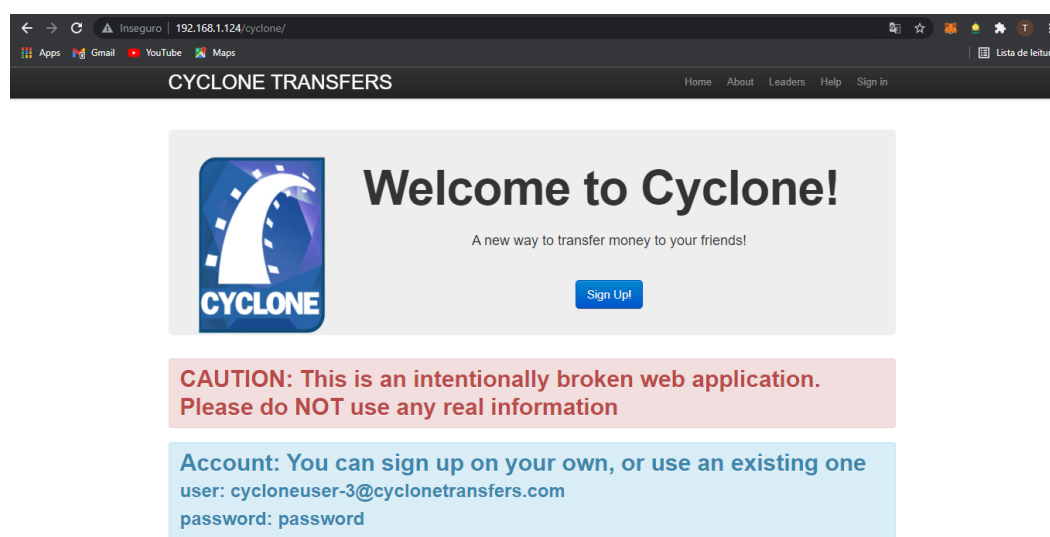 Inseguro | 192.168.1.124/cyclone/
T
Apps Gmail YouTube Maps Lista de leitur
CYCLONE TRANSFERS Home About Leaders Help Sign in
Welcome to Cyclone!
A new way to transfer money to your friends!
Sign Up!
CYCLONE
CAUTION: This is an intentionally broken web application.
Please do NOT use any real information
Account: You can sign up on your own, or use an existing one
user: cycloneuser-3@cyclonetransfers.com
password: password